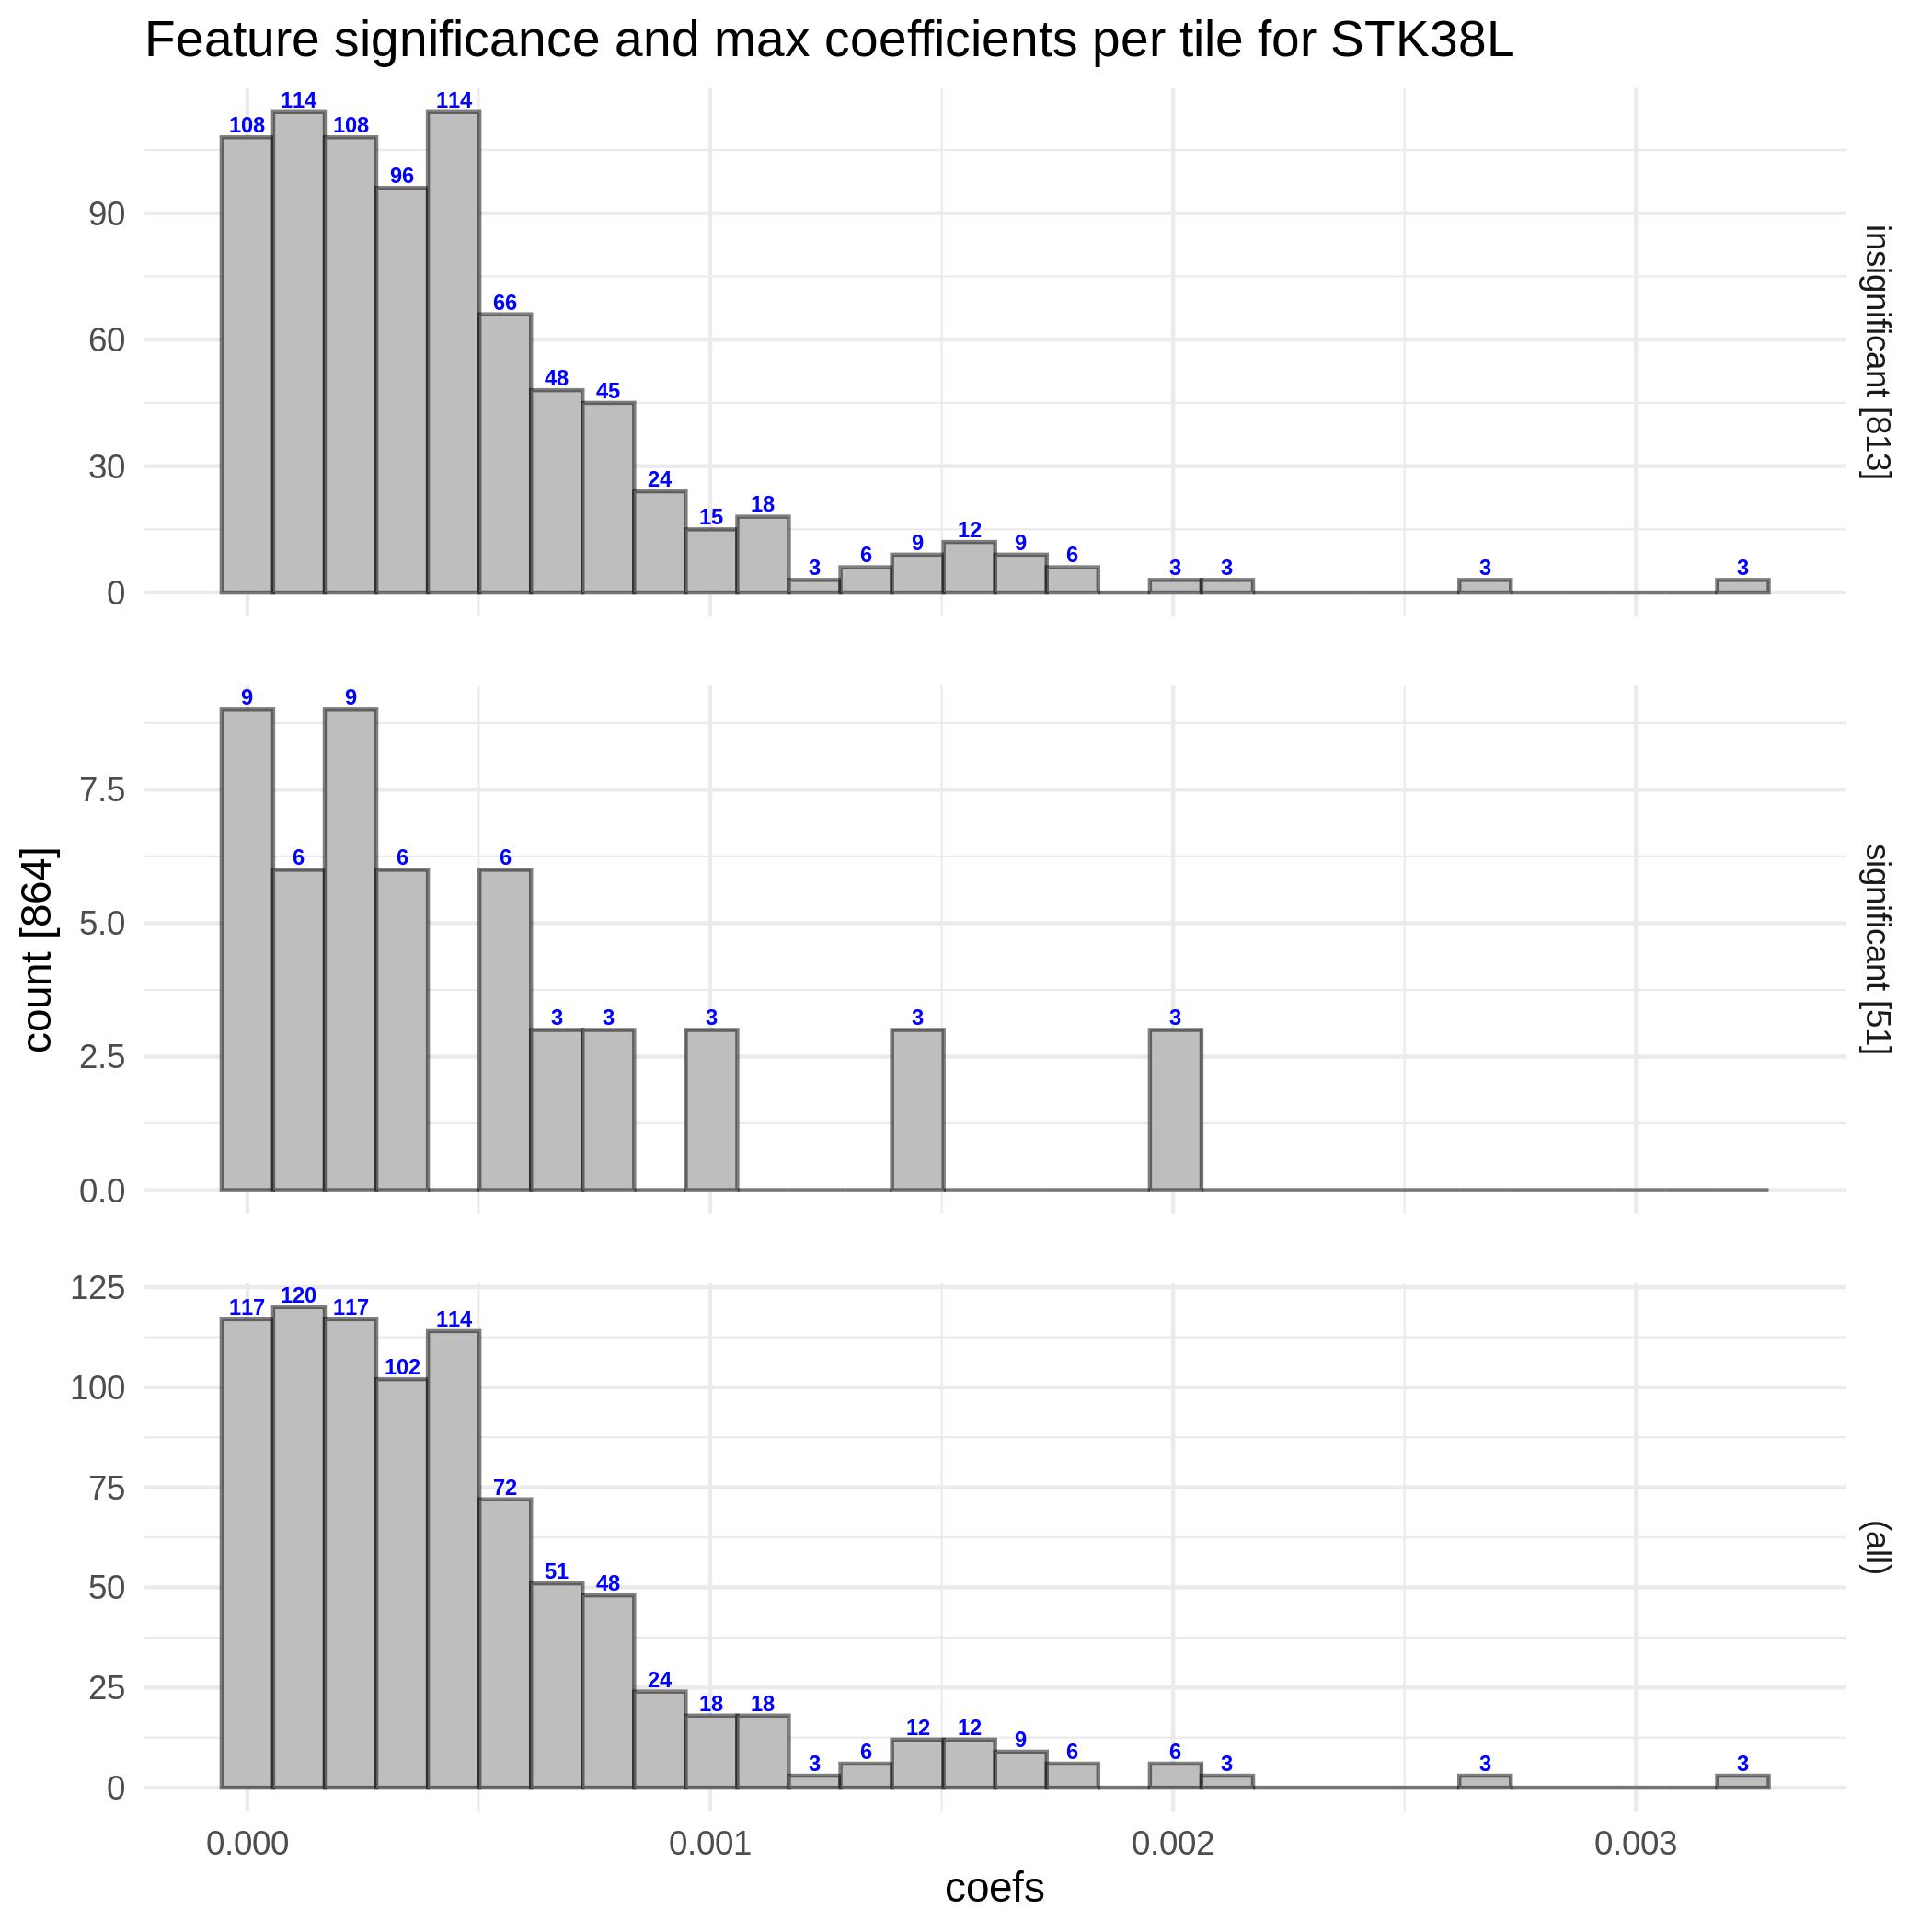 Feature significance and max coefficients per tile for STK38L
108 114 108 96 114 66 48 45 24 15 18 3 6 9 12 9 6 3 3 3 3
90
60
30
0
insignificant [813]
9 6 9 6 6 3 3 3 3 3
7.5
5.0
2.5
0.0
significant [51]
count [864]
117 120 117 102 114 72 51 48 24 18 18 3 6 12 12 9 6 6 3 3 3
125
100
75
50
25
0
(all)
0.000 0.001 0.002 0.003
coefs